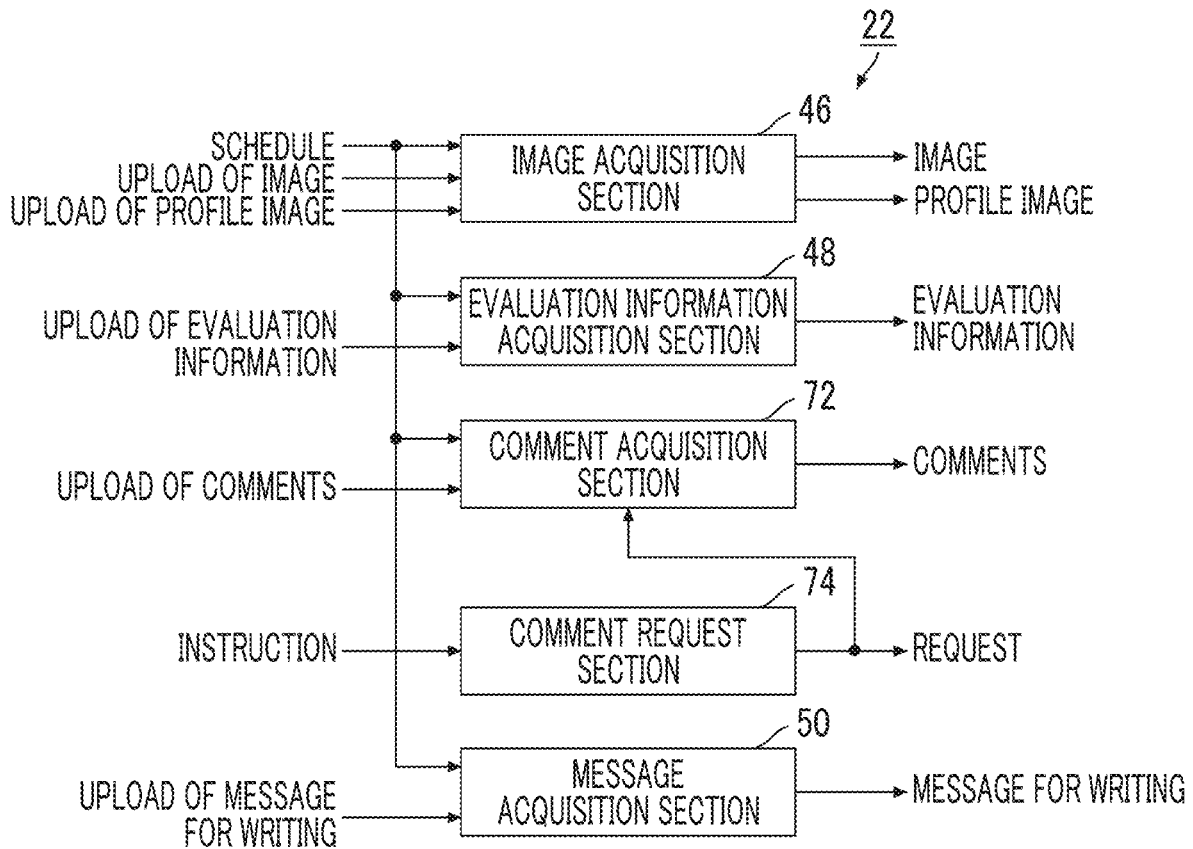 22
46
SCHEDULE
UPLOAD OF IMAGE
UPLOAD OF PROFILE IMAGE
IMAGE ACQUISITION
SECTION
IMAGE
PROFILE IMAGE
48
UPLOAD OF EVALUATION
INFORMATION
EVALUATION INFORMATION
ACQUISITION SECTION
EVALUATION
INFORMATION
72
UPLOAD OF COMMENTS
COMMENT ACQUISITION
SECTION
COMMENTS
74
INSTRUCTION
COMMENT REQUEST
SECTION
REQUEST
50
UPLOAD OF MESSAGE
FOR WRITING
MESSAGE
ACQUISITION SECTION
MESSAGE FOR WRITING